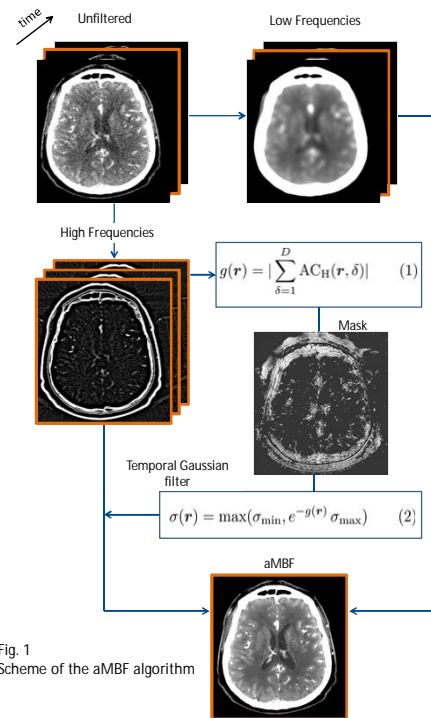 time
Unfiltered
Low Frequencies
High Frequencies
g(r) = |∑_{δ=1}^{D} AC_H(r, δ)| (1)
Mask
Temporal Gaussian
filter
σ(r) = max(σ_min, e^{-g(r)} σ_max) (2)
aMBF
Fig. 1
Scheme of the aMBF algorithm